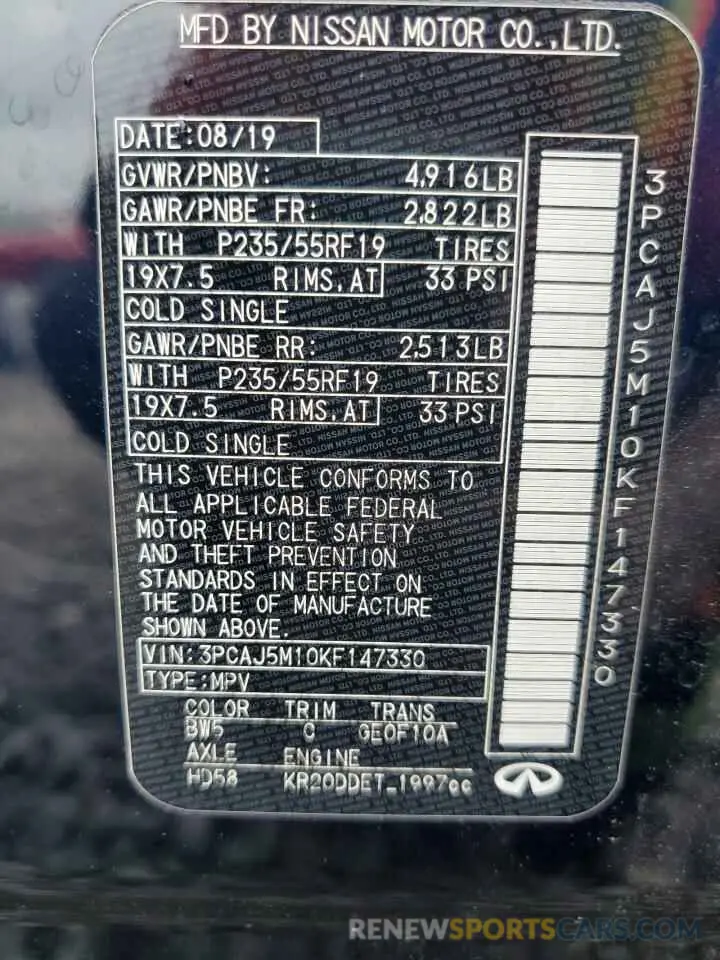 MFD BY NISSAN MOTOR CO.,LTD.
DATE:08/19
GVWR/PNBV: 4,916LB
GAWR/PNBE FR: 2,822LB
WITH P235/55RF19 TIRES
19X7.5 RIMS,AT 33 PSI
COLD SINGLE
GAWR/PNBE RR: 2,513LB
WITH P235/55RF19 TIRES
19X7.5 RIMS,AT 33 PSI
COLD SINGLE
THIS VEHICLE CONFORMS TO
ALL APPLICABLE FEDERAL
MOTOR VEHICLE SAFETY
AND THEFT PREVENTION
STANDARDS IN EFFECT ON
THE DATE OF MANUFACTURE
SHOWN ABOVE.
VIN:3PCAJ5M10KF147330
TYPE:MPV
COLOR TRIM TRANS
BW5 C GE0F10A
AXLE ENGINE
HD58 KR20DDET 1997cc
3PCAJ5M10KF147330
RENEWSPORTSCARS.COM